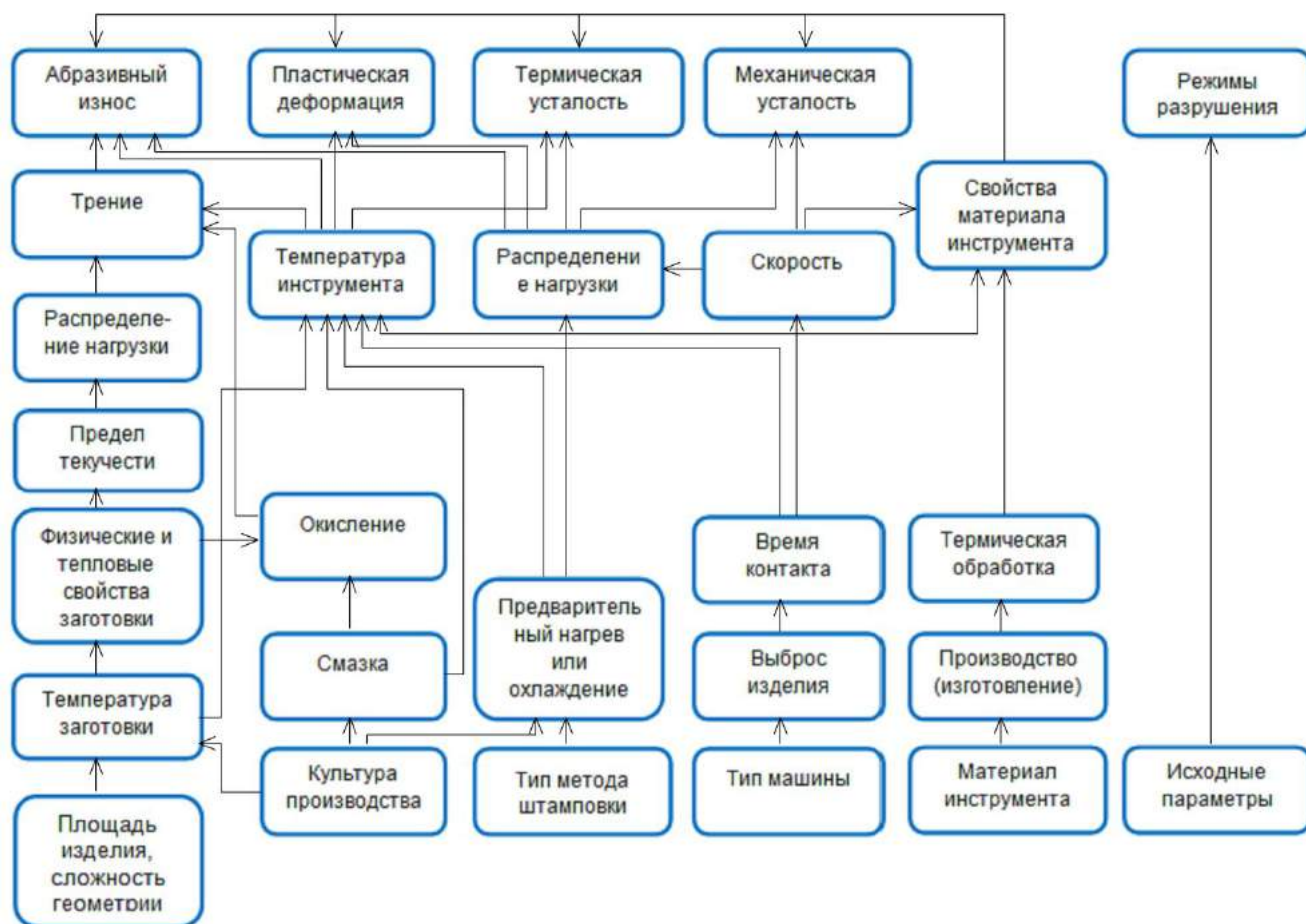 Абразивный
износ
Пластическая
деформация
Термическая
усталость
Механическая
усталость
Режимы
разрушения
Трение
Свойства
материала
инструмента
Температура
инструмента
Распределени
е нагрузки
Скорость
Распределе-
ние нагрузки
Предел
текучести
Физические и
тепловые
свойства
заготовки
Окисление
Время
контакта
Термическая
обработка
Предваритель
ный нагрев
или
охлаждение
Смазка
Выброс
изделия
Производство
(изготовление)
Температура
заготовки
Культура
производства
Тип метода
штамповки
Тип машины
Материал
инструмента
Исходные
параметры
Площадь
изделия,
сложность
геометрии